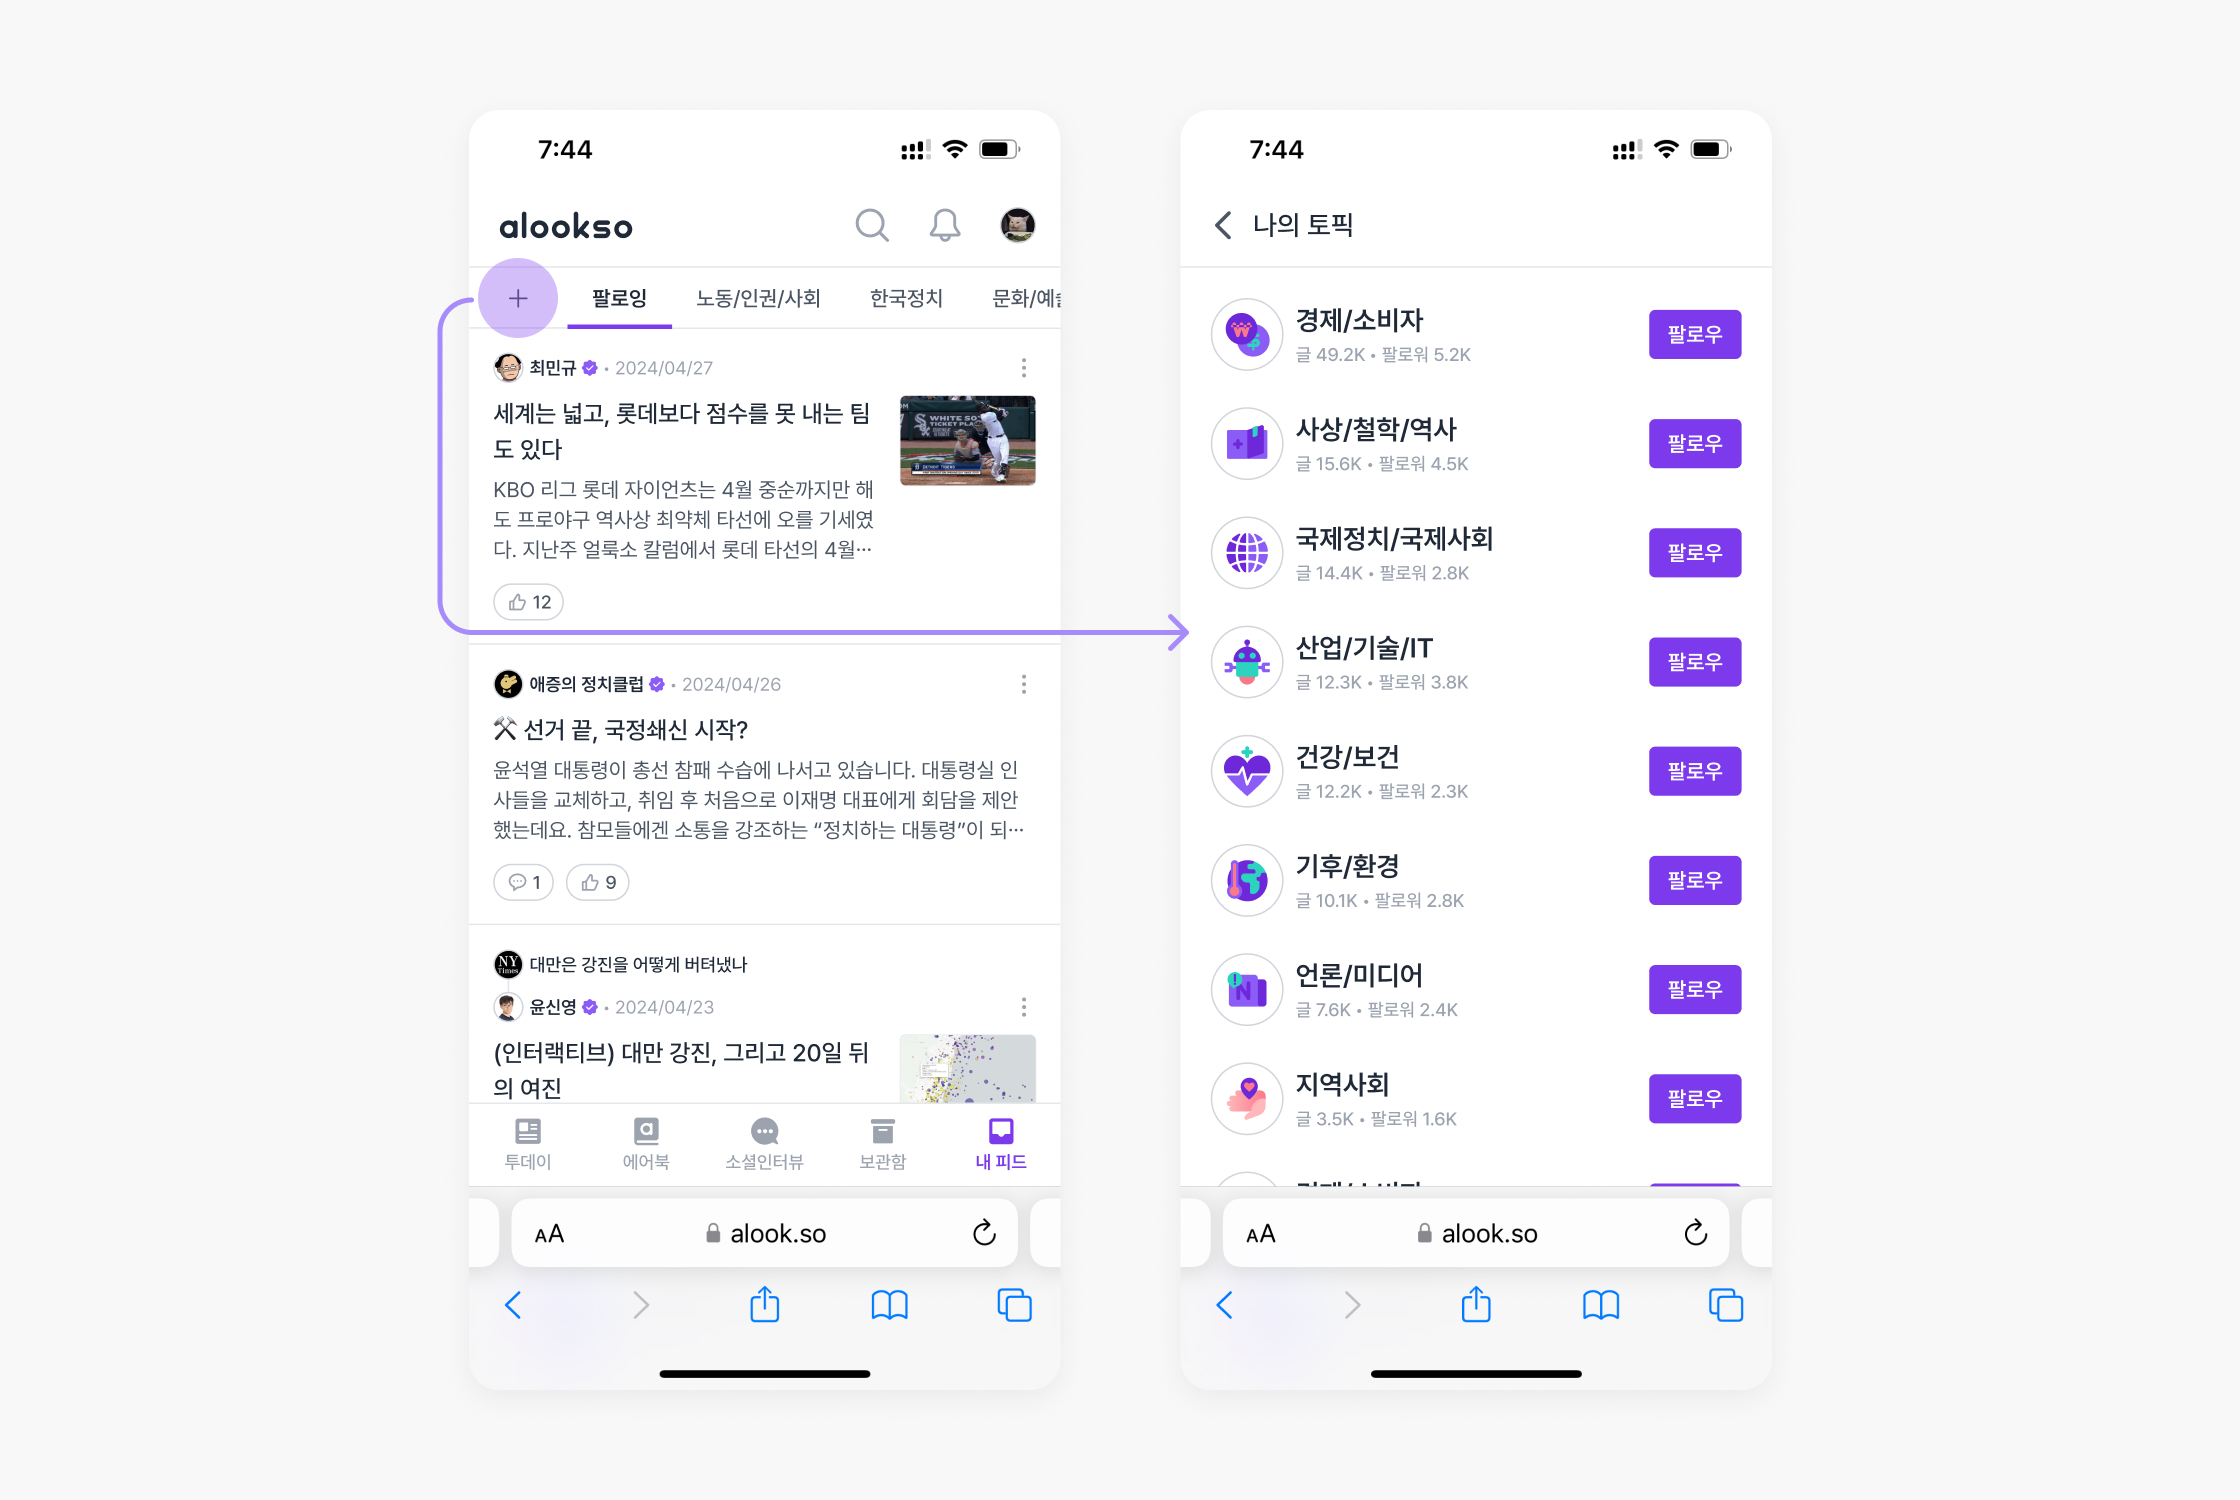 7:44
alookso
+
팔로잉
노동/인권/사회
한국정치
문화/예술
최민규 • 2024/04/27
세계는 넓고, 롯데보다 점수를 못 내는 팀
도 있다
KBO 리그 롯데 자이언츠는 4월 중순까지만 해
도 프로야구 역사상 최약체 타선에 오를 기세였
다. 지난주 얼룩소 칼럼에서 롯데 타선의 4월…
WHITE SO
TICKET PLA
DETROIT TIGERS
12
애증의 정치클럽 • 2024/04/26
⚒ 선거 끝, 국정쇄신 시작?
윤석열 대통령이 총선 참패 수습에 나서고 있습니다. 대통령실 인
사들을 교체하고, 취임 후 처음으로 이재명 대표에게 회담을 제안
했는데요. 참모들에겐 소통을 강조하는 “정치하는 대통령”이 되…
1
9
NY
Times
대만은 강진을 어떻게 버텨냈나
윤신영 • 2024/04/23
(인터랙티브) 대만 강진, 그리고 20일 뒤
의 여진
투데이
에어북
소셜인터뷰
보관함
내 피드
AA
alook.so
7:44
나의 토픽
경제/소비자
글 49.2K • 팔로워 5.2K
팔로우
사상/철학/역사
글 15.6K • 팔로워 4.5K
팔로우
국제정치/국제사회
글 14.4K • 팔로워 2.8K
팔로우
산업/기술/IT
글 12.3K • 팔로워 3.8K
팔로우
건강/보건
글 12.2K • 팔로워 2.3K
팔로우
기후/환경
글 10.1K • 팔로워 2.8K
팔로우
언론/미디어
글 7.6K • 팔로워 2.4K
팔로우
지역사회
글 3.5K • 팔로워 1.6K
팔로우
AA
alook.so